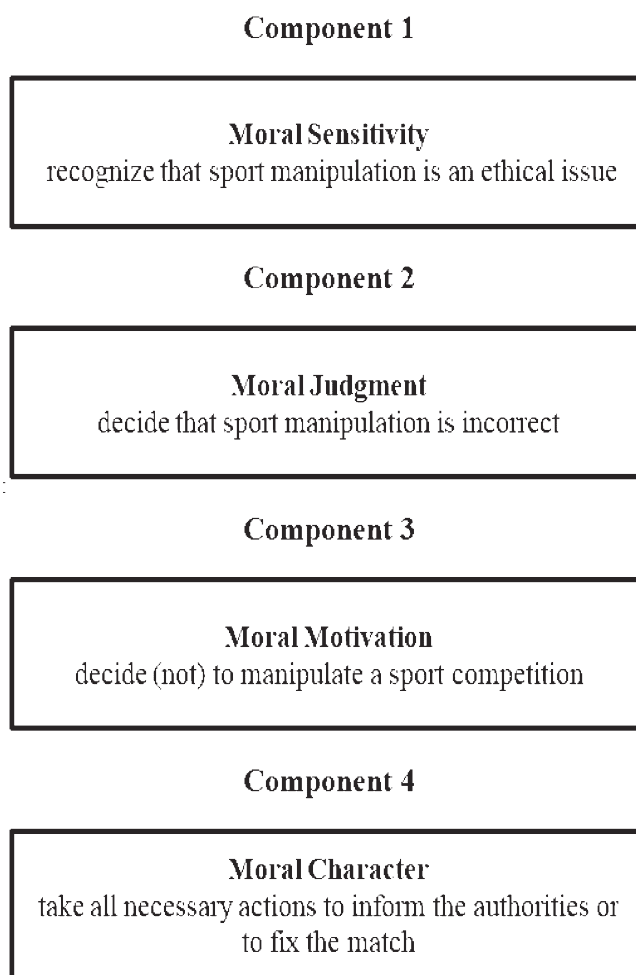 Component 1
Moral Sensitivity
recognize that sport manipulation is an ethical issue
Component 2
Moral Judgment
decide that sport manipulation is incorrect
:
Component 3
Moral Motivation
decide (not) to manipulate a sport competition
Component 4
Moral Character
take all necessary actions to inform the authorities or
to fix the match